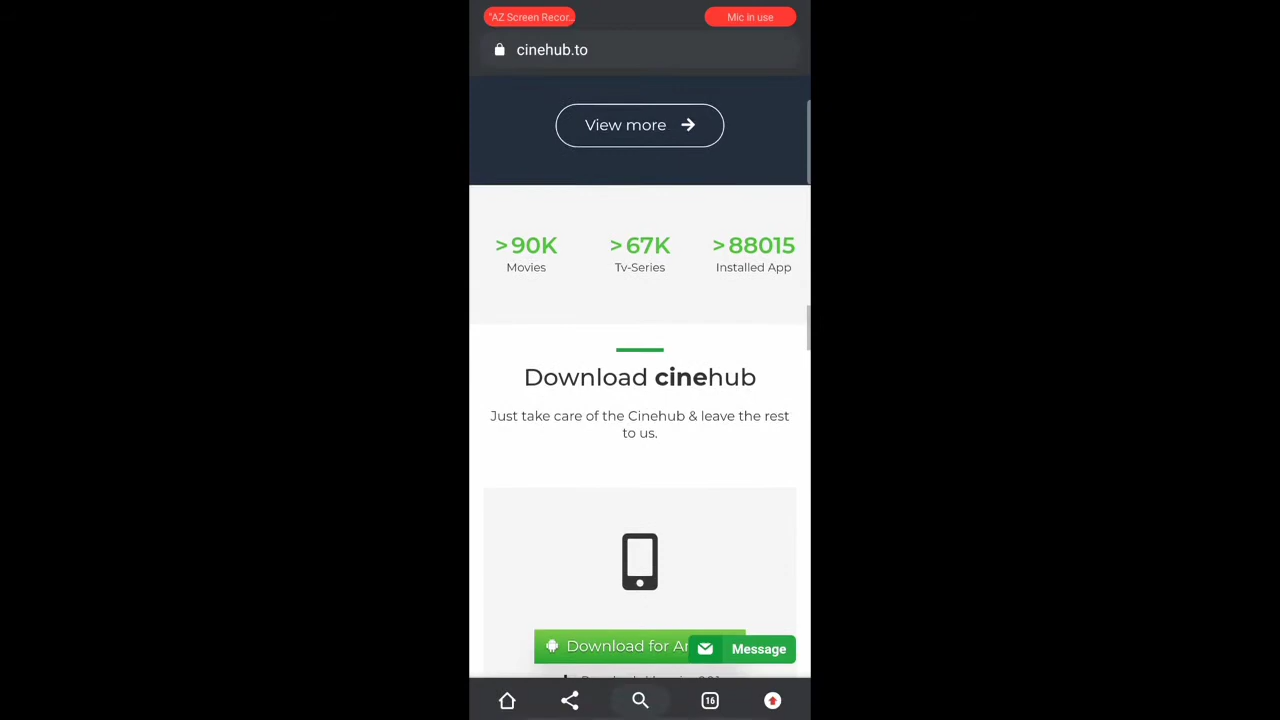 "AZ Screen Recor...
Mic in use
cinehub.to
View more
>90K
Movies
>67K
Tv-Series
>88015
Installed App
Download cinehub
Just take care of the Cinehub & leave the rest
to us.
Download for A
Message
16